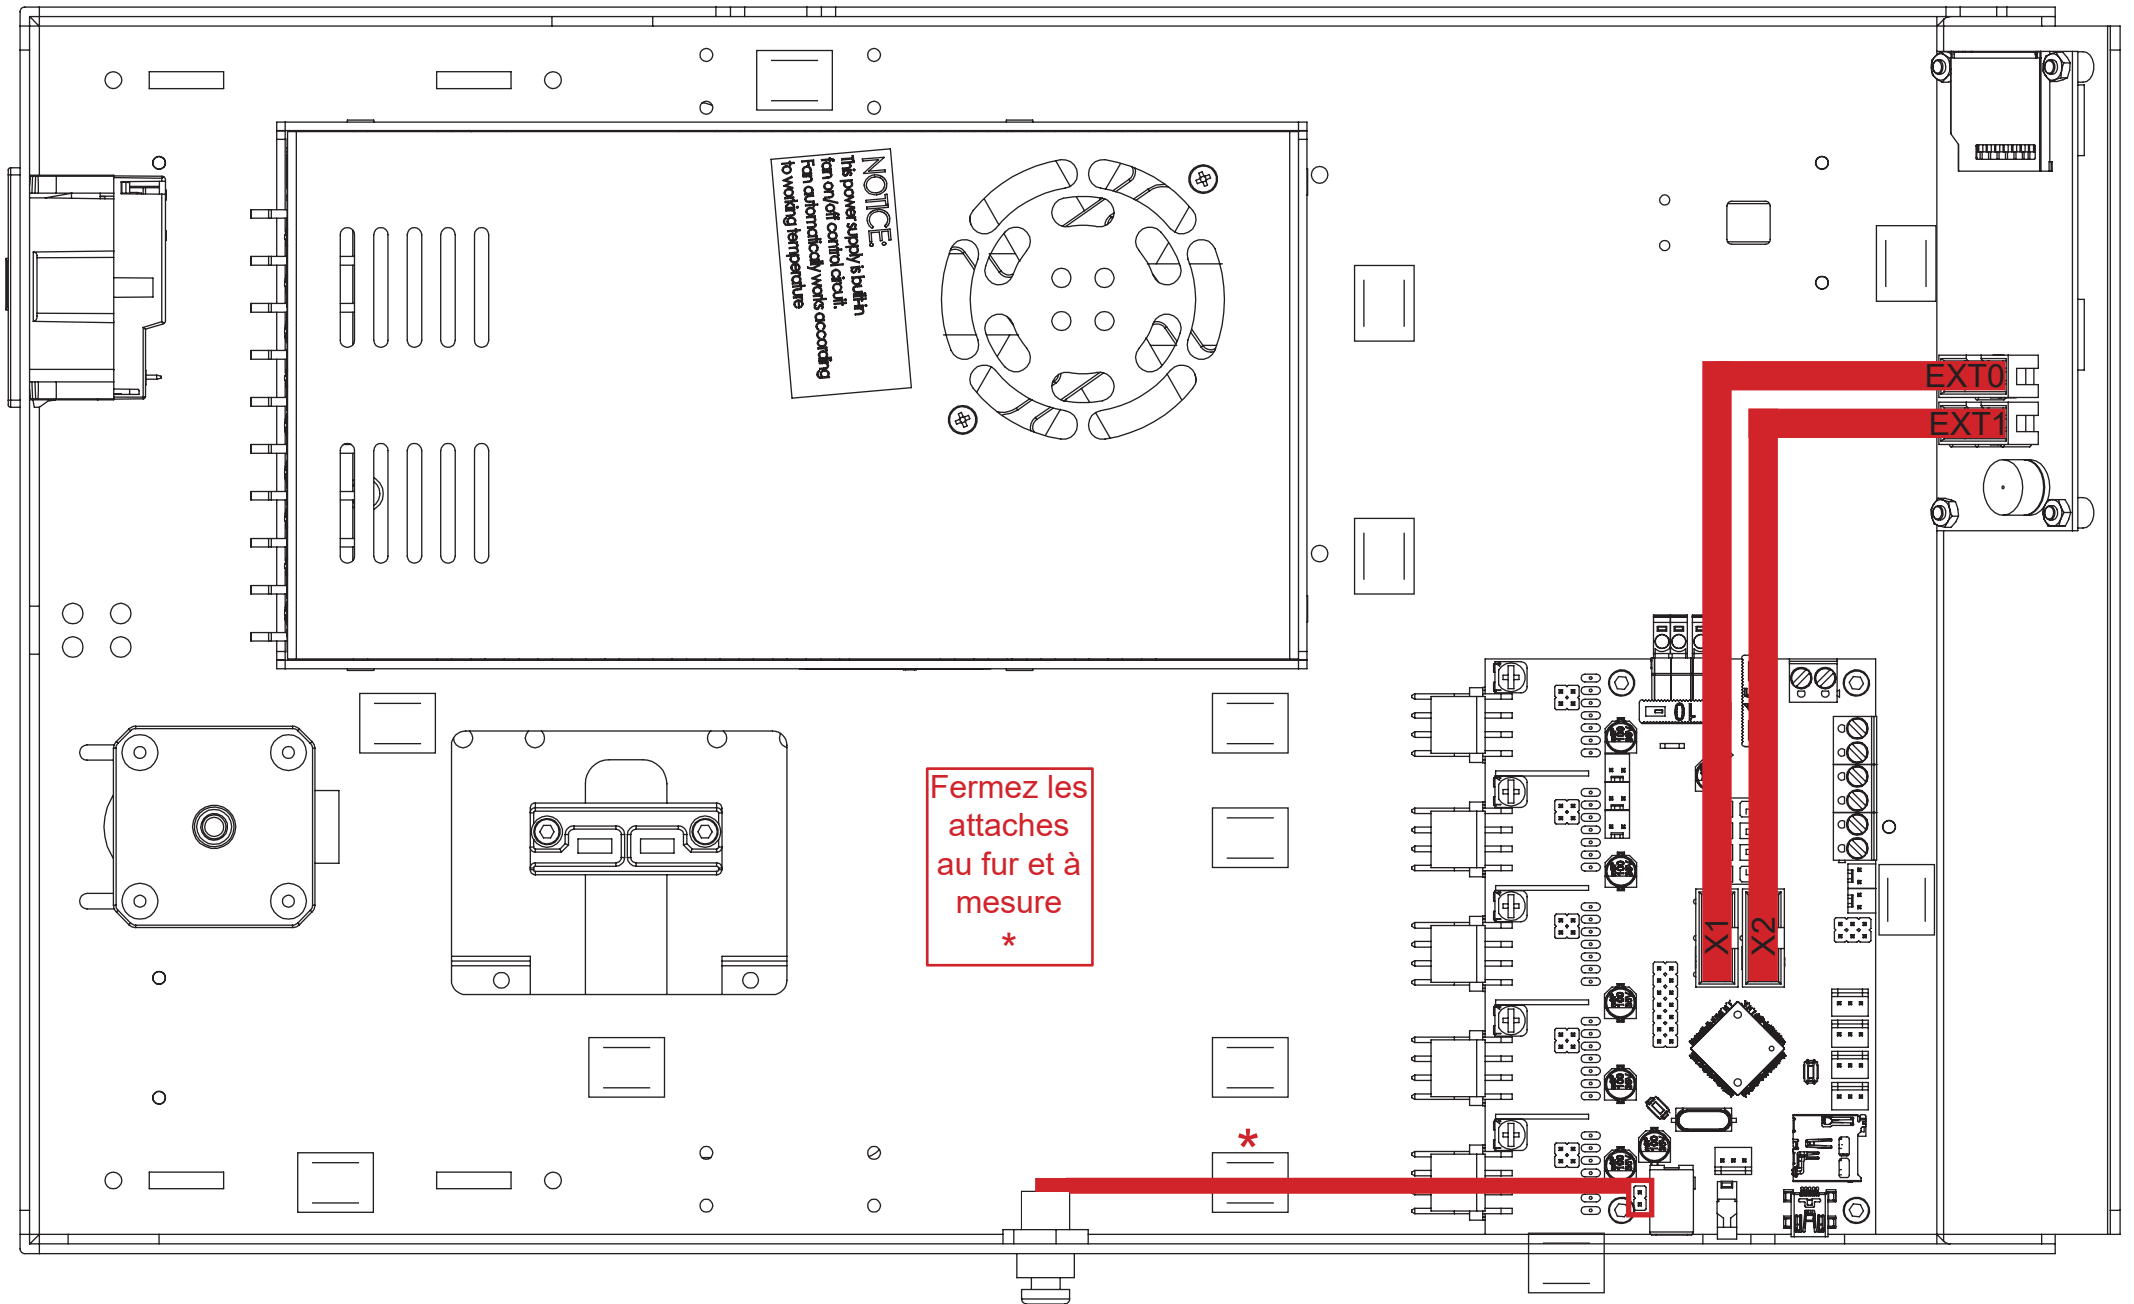 NOTICE:
This power supply is built-in
fan on/off control circuit.
Fan automatically works according
to working temperature
EXT0
EXT1
10
Fermez les
attaches
au fur et à
mesure
*
X1
X2
*